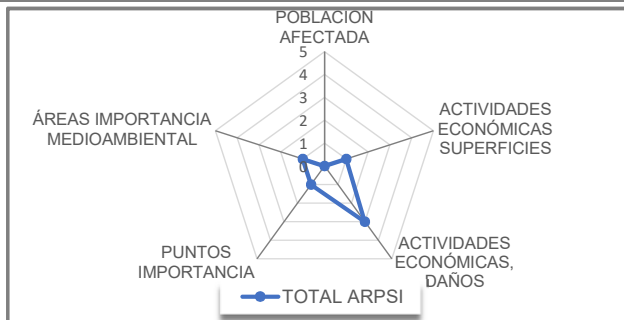 POBLACION
AFECTADA
5
4
3
2
1
0
ACTIVIDADES
ECONÓMICAS
SUPERFICIES
ACTIVIDADES
ECONÓMICAS,
DAÑOS
PUNTOS
IMPORTANCIA
ÁREAS IMPORTANCIA
MEDIOAMBIENTAL
TOTAL ARPSI